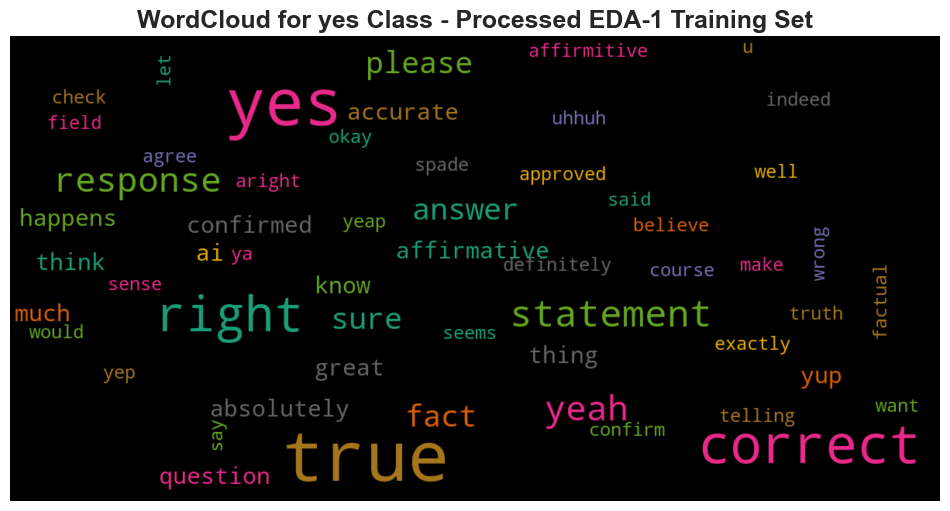 WordCloud for yes Class - Processed EDA-1 Training Set
affirmitive
u
let
please
yes
check
accurate
indeed
field
uhhuh
okay
agree
spade
response
aright
approved
well
happens
answer
said
confirmed
yeap
believe
think
ai
ya
affirmative
definitely
course
make
wrong
sense
know
factual
much
would
right
sure
seems
statement
truth
exactly
thing
yep
great
yup
absolutely
fact
yeah
want
say
confirm
telling
true
correct
question